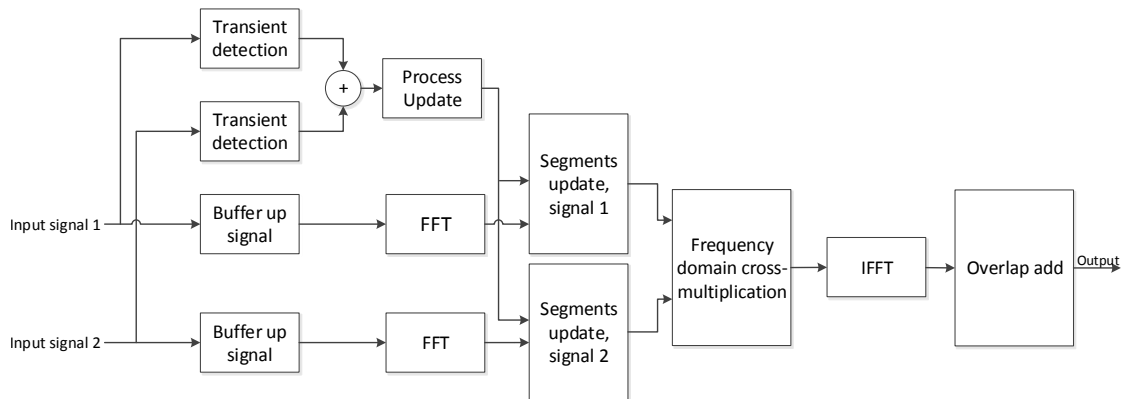 Transient
detection
+
Process
Update
Transient
detection
Segments
update,
signal 1
Input signal 1
Buffer up
signal
FFT
Frequency
domain cross-
multiplication
IFFT
Overlap add
Output
Input signal 2
Buffer up
signal
FFT
Segments
update,
signal 2